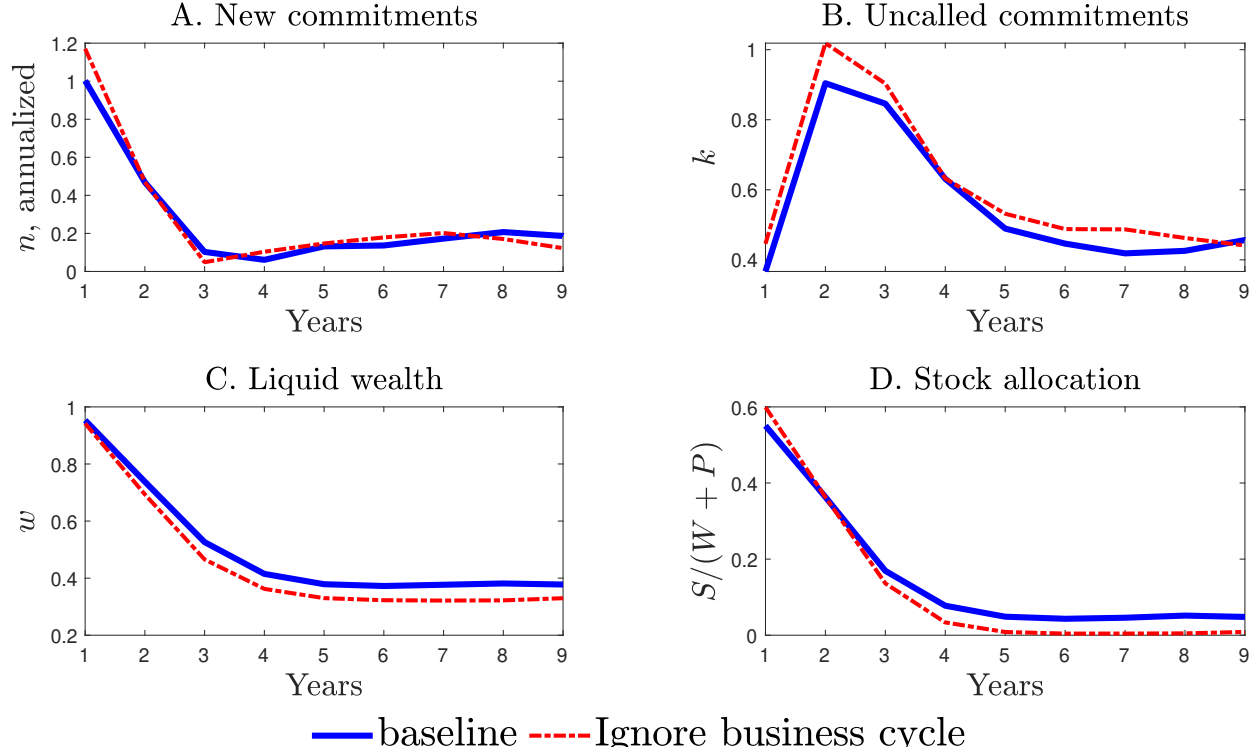 A. New commitments
n, annualized
1.2
1
0.8
0.6
0.4
0.2
0
1 2 3 4 5 6 7 8 9
Years
B. Uncalled commitments
k
1
0.8
0.6
0.4
1 2 3 4 5 6 7 8 9
Years
C. Liquid wealth
w
1
0.8
0.6
0.4
0.2
1 2 3 4 5 6 7 8 9
Years
D. Stock allocation
S/(W + P)
0.6
0.4
0.2
0
1 2 3 4 5 6 7 8 9
Years
baseline Ignore business cycle